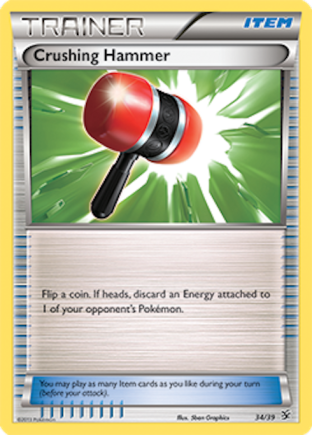 TRAINER ITEM
Crushing Hammer
Flip a coin. If heads, discard an Energy attached to
1 of your opponent's Pokémon.
You may play as many Item cards as you like during your turn
(before your attack).
©2015 Pokémon Illus. 5ban Graphics 34/39